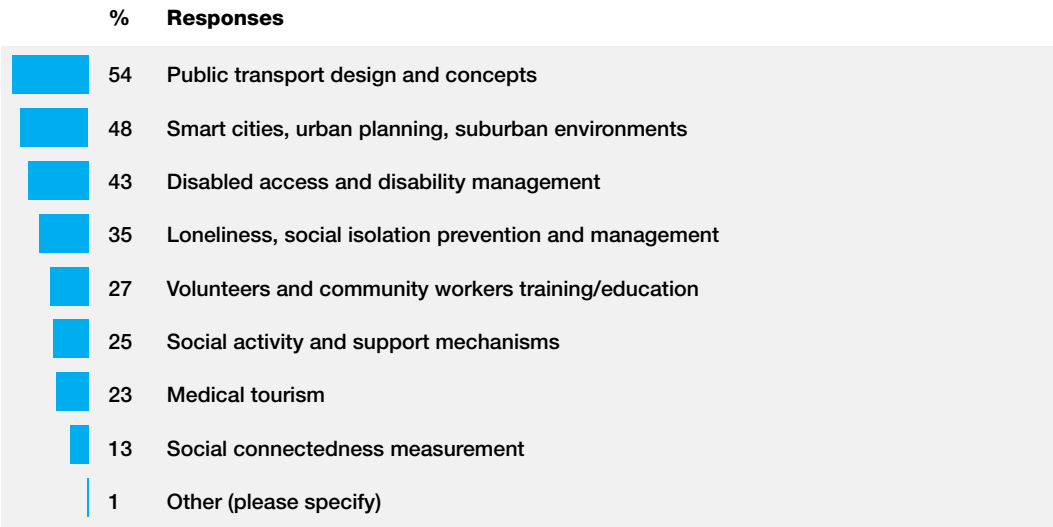 % Responses
54 Public transport design and concepts
48 Smart cities, urban planning, suburban environments
43 Disabled access and disability management
35 Loneliness, social isolation prevention and management
27 Volunteers and community workers training/education
25 Social activity and support mechanisms
23 Medical tourism
13 Social connectedness measurement
1 Other (please specify)